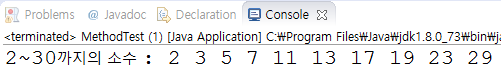 Problems @ Javadoc Declaration Console
<terminated> MethodTest (1) [Java Application] C:₩Program Files₩Java₩jdk1.8.0_73₩bin₩ja
2~30까지의 소수 : 2 3 5 7 11 13 17 19 23 29